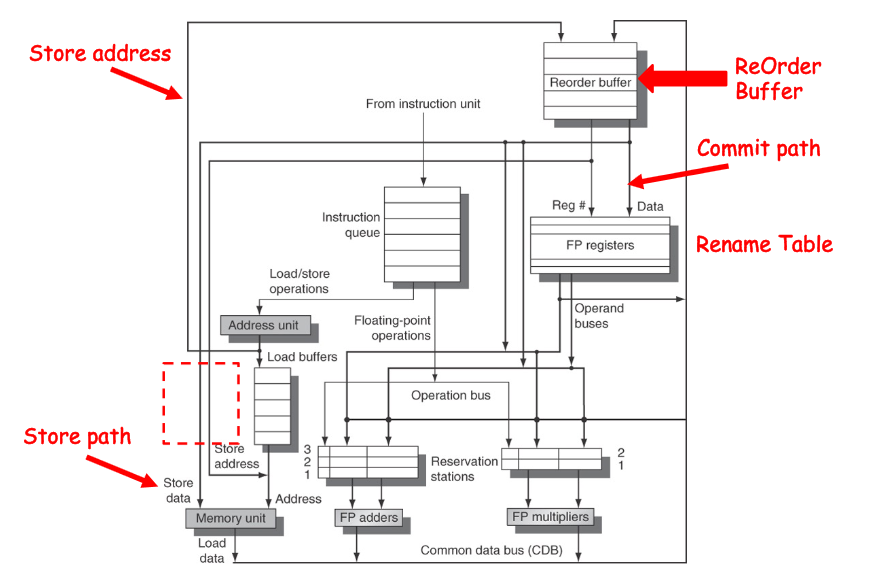 Store address
Reorder buffer
ReOrder
Buffer
From instruction unit
Commit path
Reg #
Data
Instruction
queue
FP registers
Rename Table
Load/store
operations
Operand
buses
Address unit
Floating-point
operations
Load buffers
Operation bus
Store path
Store
address
3
2
1
Reservation
stations
2
1
Store
data
Address
Memory unit
FP adders
FP multipliers
Load
data
Common data bus (CDB)